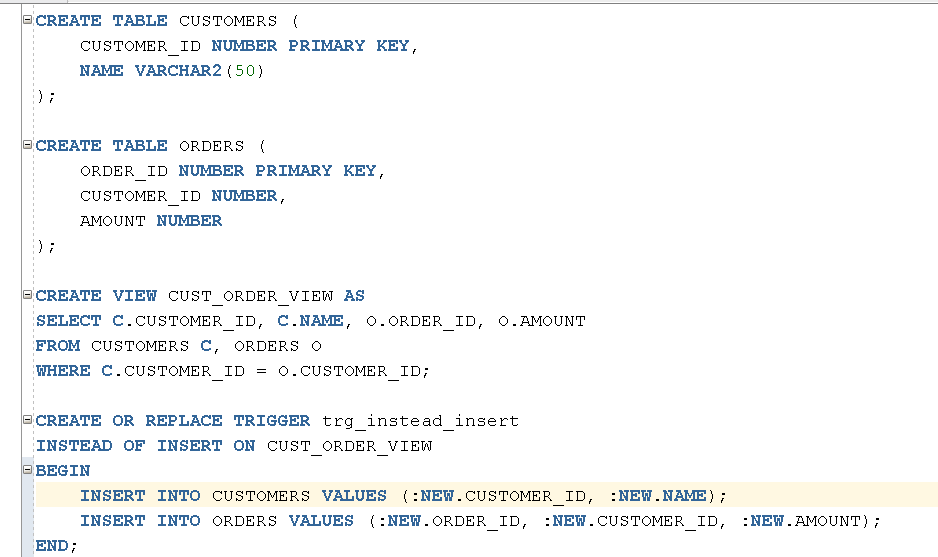 CREATE TABLE CUSTOMERS (
    CUSTOMER_ID NUMBER PRIMARY KEY,
    NAME VARCHAR2(50)
);

CREATE TABLE ORDERS (
    ORDER_ID NUMBER PRIMARY KEY,
    CUSTOMER_ID NUMBER,
    AMOUNT NUMBER
);

CREATE VIEW CUST_ORDER_VIEW AS
SELECT C.CUSTOMER_ID, C.NAME, O.ORDER_ID, O.AMOUNT
FROM CUSTOMERS C, ORDERS O
WHERE C.CUSTOMER_ID = O.CUSTOMER_ID;

CREATE OR REPLACE TRIGGER trg_instead_insert
INSTEAD OF INSERT ON CUST_ORDER_VIEW
BEGIN
    INSERT INTO CUSTOMERS VALUES (:NEW.CUSTOMER_ID, :NEW.NAME);
    INSERT INTO ORDERS VALUES (:NEW.ORDER_ID, :NEW.CUSTOMER_ID, :NEW.AMOUNT);
END;